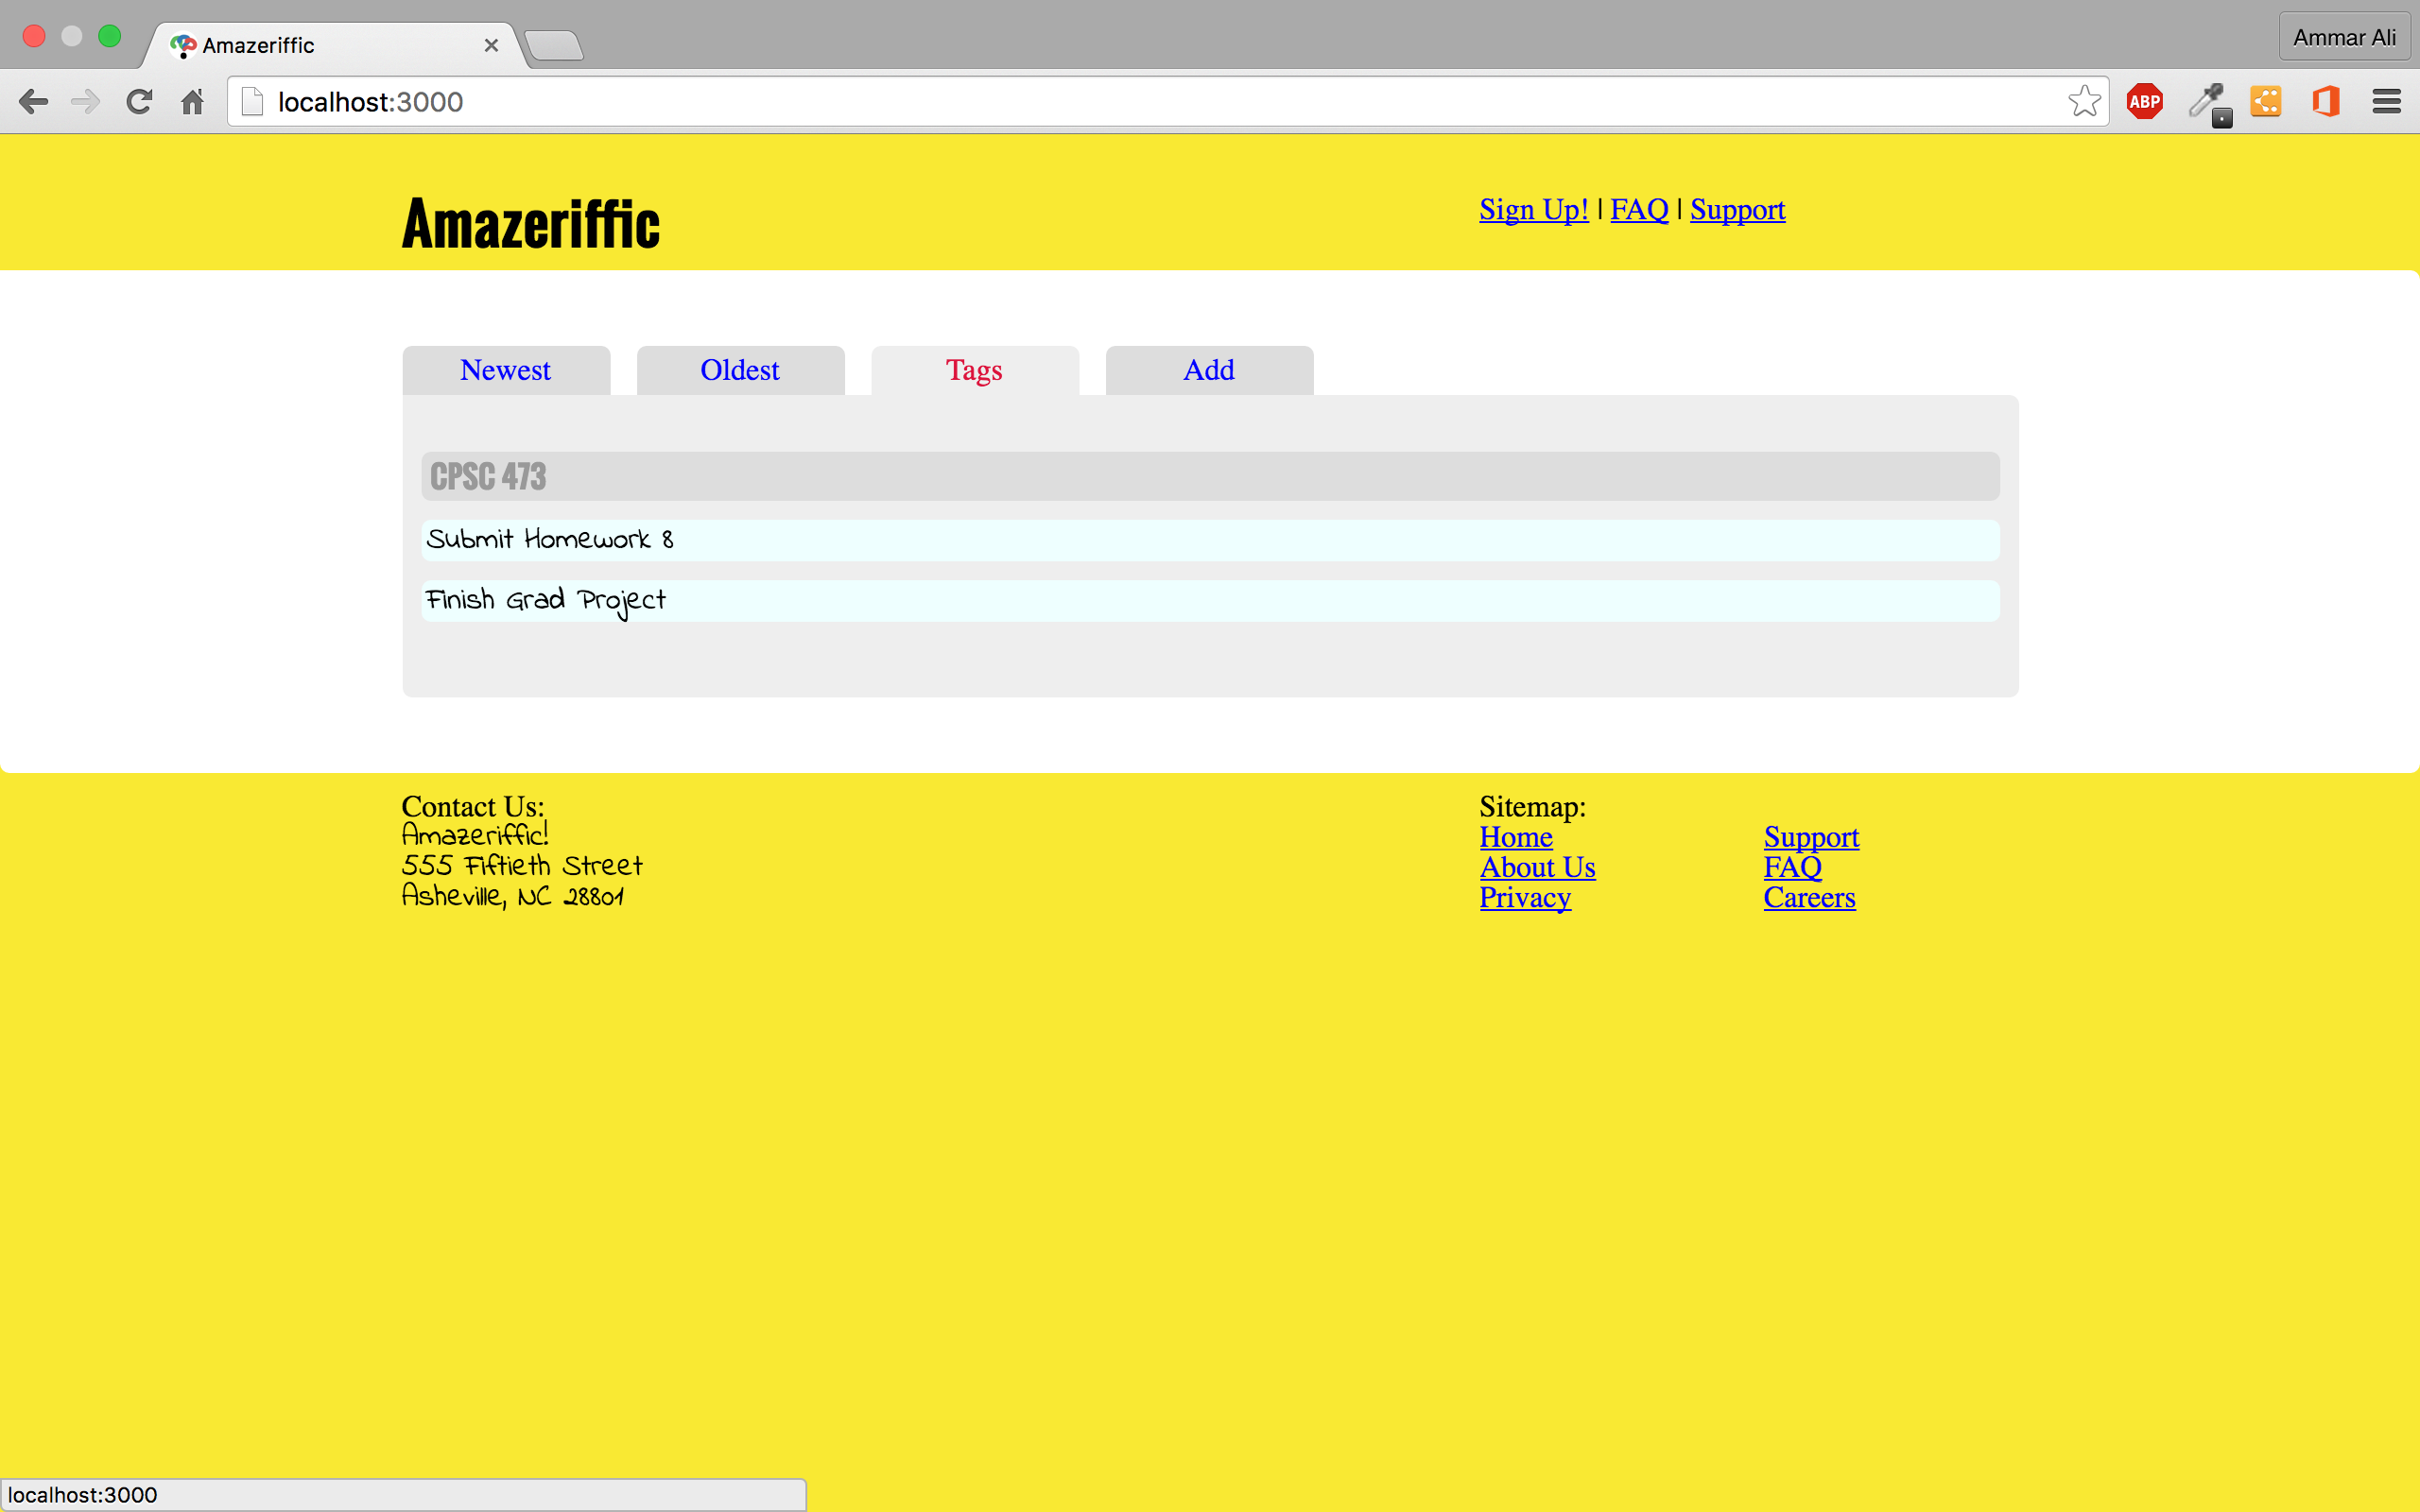 Amazeriffic
Ammar Ali
localhost:3000
ABP
Amazeriffic
Sign Up! | FAQ | Support
Newest
Oldest
Tags
Add
CPSC 473
Submit Homework 8
Finish Grad Project
Contact Us:
Amazeriffic!
555 Fiftieth Street
Asheville, NC 28801
Sitemap:
Home
About Us
Privacy
Support
FAQ
Careers
localhost:3000